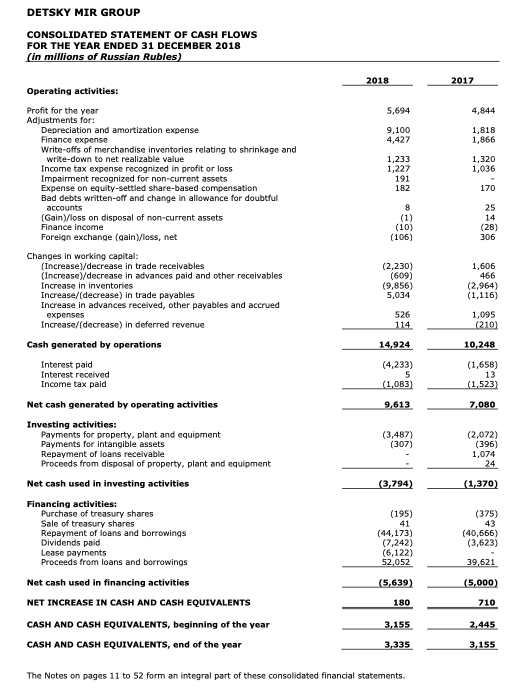 DETSKY MIR GROUP
CONSOLIDATED STATEMENT OF CASH FLOWS
FOR THE YEAR ENDED 31 DECEMBER 2018
(in millions of Russian Rubles)
2018 2017
Operating activities:
Profit for the year 5,694 4,844
Adjustments for:
Depreciation and amortization expense 9,100 1,818
Finance expense 4,427 1,866
Write-offs of merchandise inventories relating to shrinkage and
write-down to net realizable value 1,233 1,320
Income tax expense recognized in profit or loss 1,227 1,036
Impairment recognized for non-current assets 191 -
Expense on equity-settled share-based compensation 182 170
Bad debts written-off and change in allowance for doubtful
accounts 8 25
(Gain)/loss on disposal of non-current assets (1) 14
Finance income (10) (28)
Foreign exchange (gain)/loss, net (106) 306
Changes in working capital:
(Increase)/decrease in trade receivables (2,230) 1,606
(Increase)/decrease in advances paid and other receivables (609) 466
Increase in inventories (9,856) (2,964)
Increase/(decrease) in trade payables 5,034 (1,116)
Increase in advances received, other payables and accrued
expenses 526 1,095
Increase/(decrease) in deferred revenue 114 (210)
Cash generated by operations 14,924 10,248
Interest paid (4,233) (1,658)
Interest received 5 13
Income tax paid (1,083) (1,523)
Net cash generated by operating activities 9,613 7,080
Investing activities:
Payments for property, plant and equipment (3,487) (2,072)
Payments for intangible assets (307) (396)
Repayment of loans receivable - 1,074
Proceeds from disposal of property, plant and equipment - 24
Net cash used in investing activities (3,794) (1,370)
Financing activities:
Purchase of treasury shares (195) (375)
Sale of treasury shares 41 43
Repayment of loans and borrowings (44,173) (40,666)
Dividends paid (7,242) (3,623)
Lease payments (6,122) -
Proceeds from loans and borrowings 52,052 39,621
Net cash used in financing activities (5,639) (5,000)
NET INCREASE IN CASH AND CASH EQUIVALENTS 180 710
CASH AND CASH EQUIVALENTS, beginning of the year 3,155 2,445
CASH AND CASH EQUIVALENTS, end of the year 3,335 3,155
The Notes on pages 11 to 52 form an integral part of these consolidated financial statements.